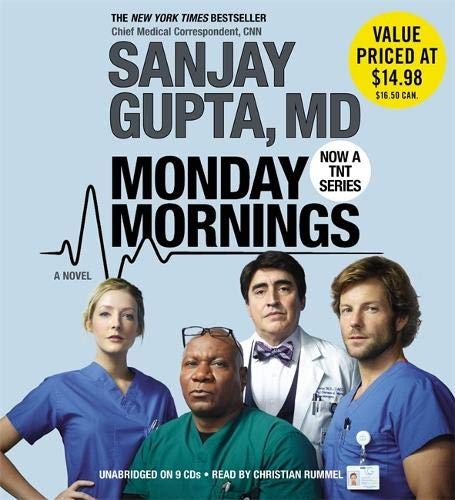 THE NEW YORK TIMES BESTSELLER
Chief Medical Correspondent, CNN
SANJAY
GUPTA, MD
VALUE
PRICED AT
$14.98
$16.50 CAN.
MONDAY
MORNINGS
NOW A
TNT
SERIES
A NOVEL
UNABRIDGED ON 9 CDs • READ BY CHRISTIAN RUMMEL